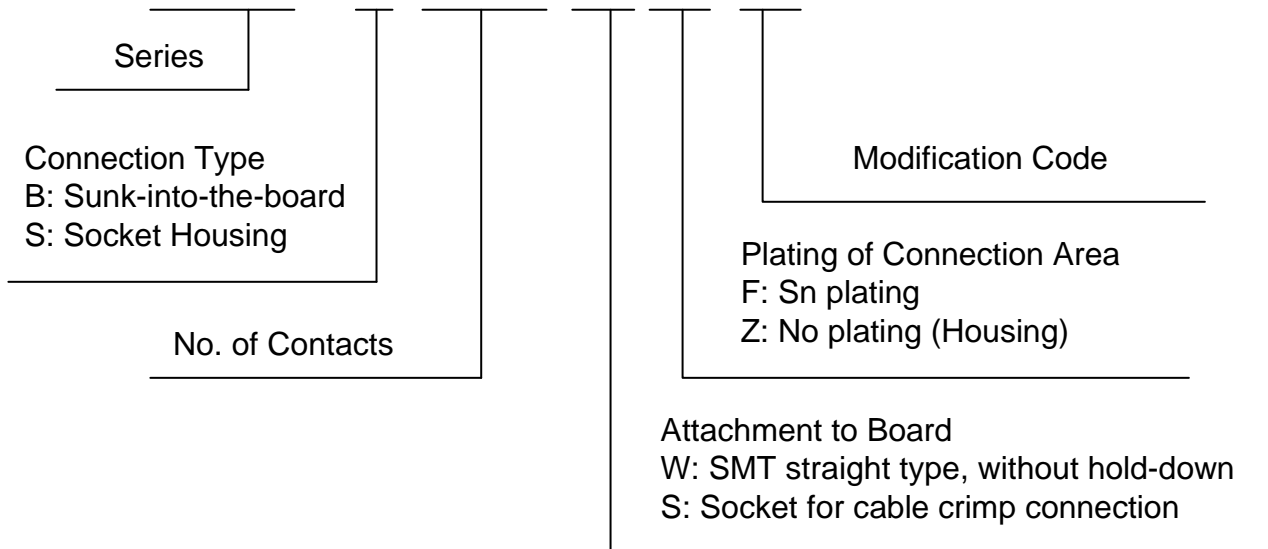 Series
Connection Type
B: Sunk-into-the-board
S: Socket Housing
No. of Contacts
Modification Code
Plating of Connection Area
F: Sn plating
Z: No plating (Housing)
Attachment to Board
W: SMT straight type, without hold-down
S: Socket for cable crimp connection